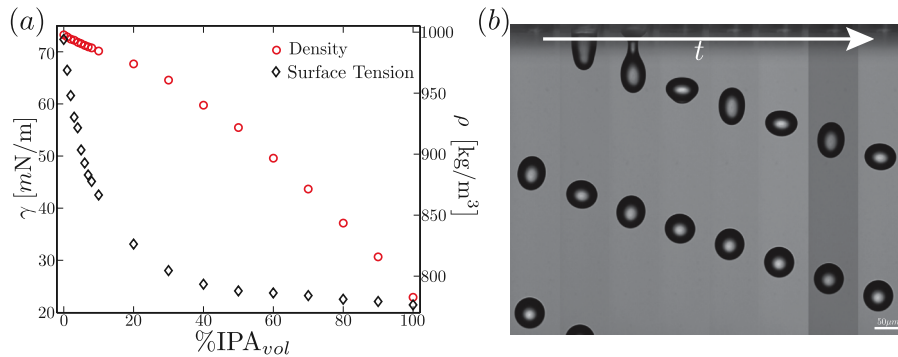 (a)
(b)
70
60
50
40
30
20
γ [mN/m]
1000
950
900
850
800
ρ [kg/m³]
Density
Surface Tension
0
20
40
60
80
100
%IPA_vol
t
50μm